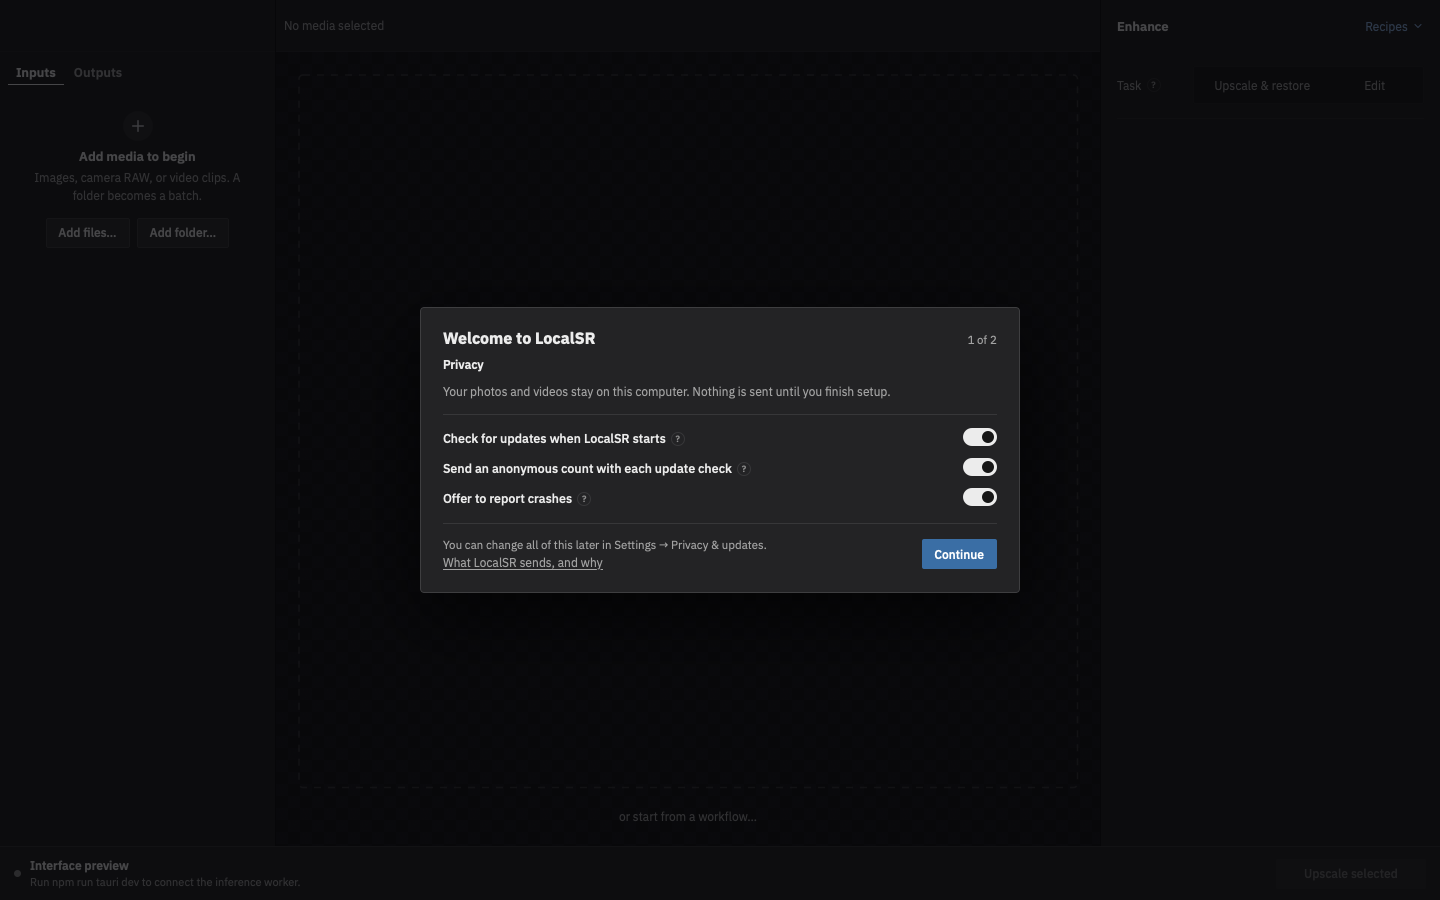 No media selected
Enhance
Recipes
Inputs
Outputs
Task ?
Upscale & restore
Edit
Add media to begin
Images, camera RAW, or video clips. A
folder becomes a batch.
Add files...
Add folder...
Welcome to LocalSR
1 of 2
Privacy
Your photos and videos stay on this computer. Nothing is sent until you finish setup.
Check for updates when LocalSR starts ?
Send an anonymous count with each update check ?
Offer to report crashes ?
You can change all of this later in Settings → Privacy & updates.
What LocalSR sends, and why
Continue
or start from a workflow...
Interface preview
Run npm run tauri dev to connect the inference worker.
Upscale selected